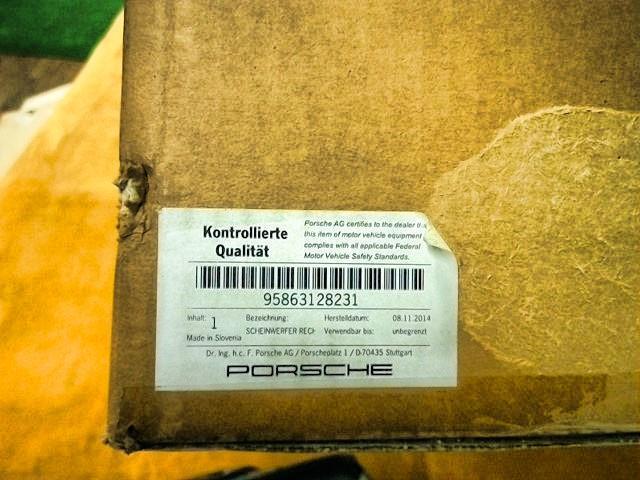 Kontrollierte
Qualität
Porsche AG certifies to the dealer
this item of motor vehicle equipment
complies with all applicable Federal
Motor Vehicle Safety Standards.
95863128231
Inhalt: 1 Bezeichnung: Herstelldatum: 08.11.2014
SCHEINWERFER RECH Verwendbar bis: unbegrenzt
Made in Slovenia
Dr. Ing. h.c. F. Porsche AG / Porscheplatz 1 / D-70435 Stuttgart
PORSCHE